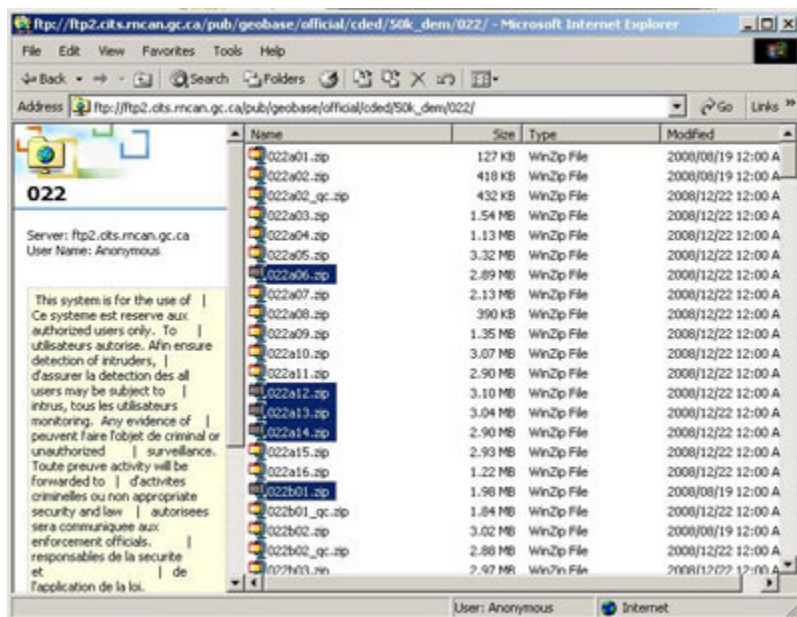 ftp://ftp2.cits.rncan.gc.ca/pub/geobase/official/cded/50k_dem/022/ - Microsoft Internet Explorer
File Edit View Favorites Tools Help
Back Search Folders
Address ftp://ftp2.cits.rncan.gc.ca/pub/geobase/official/cded/50k_dem/022/ Go Links »
Name Size Type Modified
022a01.zip 127 KB WinZip File 2008/08/19 12:00 A
022a02.zip 418 KB WinZip File 2008/08/19 12:00 A
022a02_qc.zip 432 KB WinZip File 2008/12/22 12:00 A
022a03.zip 1.54 MB WinZip File 2008/12/22 12:00 A
022a04.zip 1.13 MB WinZip File 2008/12/22 12:00 A
022a05.zip 3.32 MB WinZip File 2008/12/22 12:00 A
022a06.zip 2.89 MB WinZip File 2008/12/22 12:00 A
022a07.zip 2.13 MB WinZip File 2008/12/22 12:00 A
022a08.zip 390 KB WinZip File 2008/12/22 12:00 A
022a09.zip 1.35 MB WinZip File 2008/12/22 12:00 A
022a10.zip 3.07 MB WinZip File 2008/12/22 12:00 A
022a11.zip 2.90 MB WinZip File 2008/12/22 12:00 A
022a12.zip 3.10 MB WinZip File 2008/12/22 12:00 A
022a13.zip 3.04 MB WinZip File 2008/12/22 12:00 A
022a14.zip 2.90 MB WinZip File 2008/12/22 12:00 A
022a15.zip 2.93 MB WinZip File 2008/12/22 12:00 A
022a16.zip 1.22 MB WinZip File 2008/12/22 12:00 A
022b01.zip 1.98 MB WinZip File 2008/08/19 12:00 A
022b01_qc.zip 1.84 MB WinZip File 2008/12/22 12:00 A
022b02.zip 3.02 MB WinZip File 2008/08/19 12:00 A
022b02_qc.zip 2.88 MB WinZip File 2008/12/22 12:00 A
022b03.zip 2.97 MB WinZip File 2008/12/22 12:00 A
022
Server: ftp2.cits.rncan.gc.ca
User Name: Anonymous
This system is for the use of |
Ce systeme est reserve aux
authorized users only. To |
utilisateurs autorise. Afin ensure
detection of intruders, |
d'assurer la detection des all
users may be subject to |
intrus, tous les utilisateurs
monitoring. Any evidence of |
peuvent faire l'objet de criminal or
unauthorized | surveillance.
Toute preuve activity will be
forwarded to | d'activites
criminelles ou non appropriate
security and law | autorisees
sera communiquee aux
enforcement officials. |
responsables de la securite
et | de
l'application de la loi.
User: Anonymous Internet